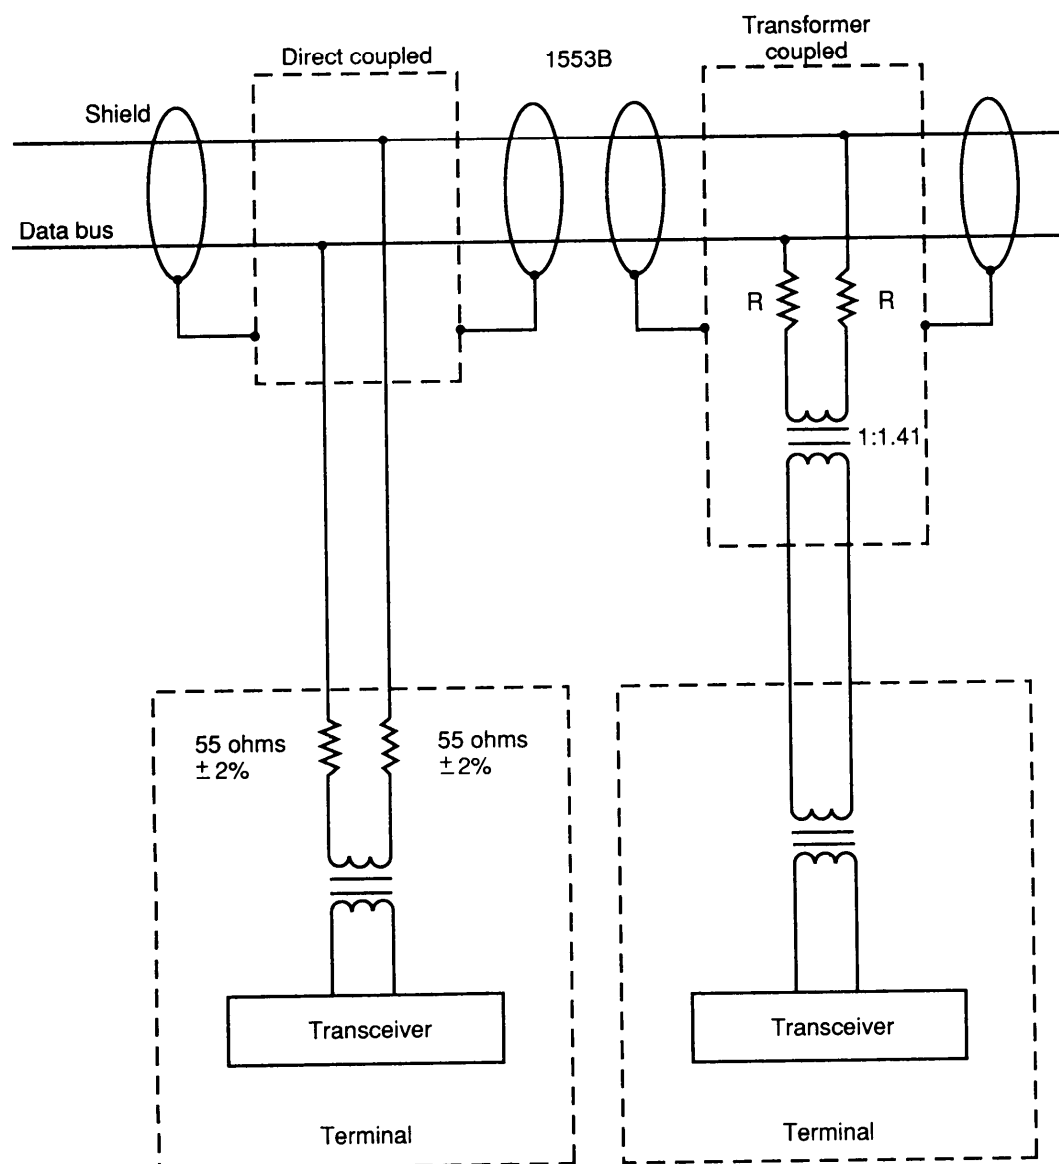 Direct coupled
1553B
Transformer
coupled
Shield
Data bus
R
R
1:1.41
55 ohms
± 2%
55 ohms
± 2%
Transceiver
Transceiver
Terminal
Terminal